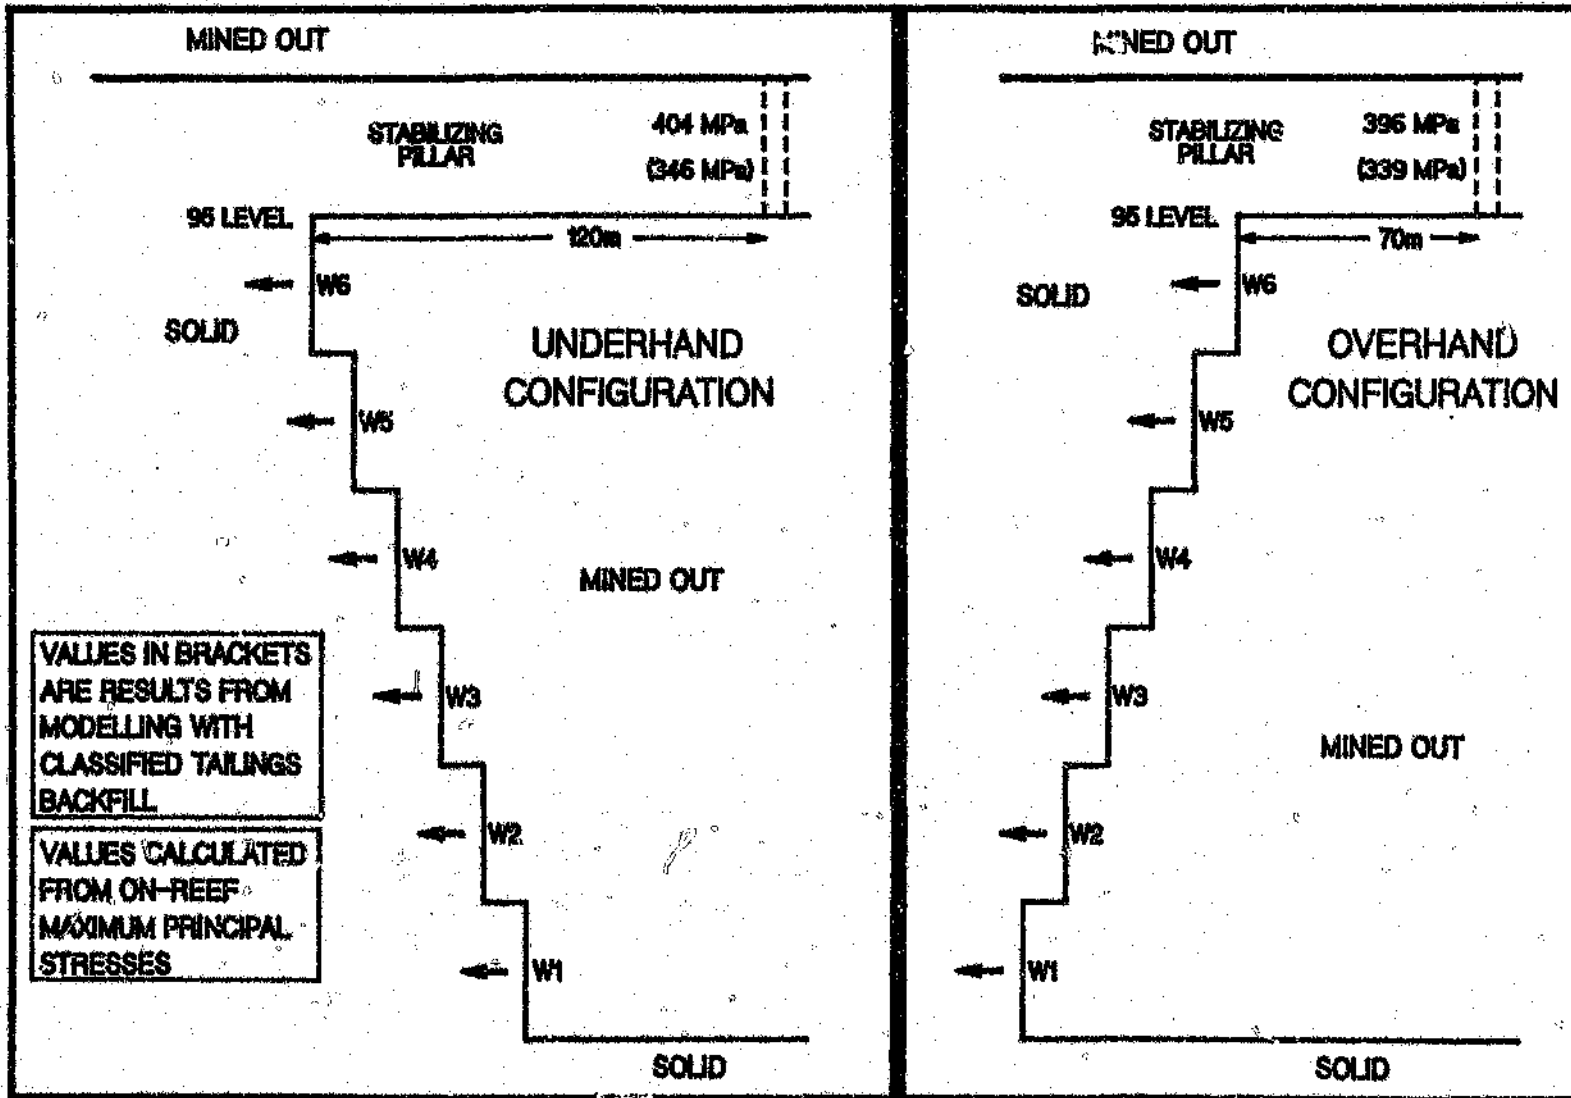 MINED OUT
STABILIZING
PILLAR
404 MPa
(346 MPa)
95 LEVEL
120m
W6
SOLID
UNDERHAND
CONFIGURATION
W5
W4
MINED OUT
VALUES IN BRACKETS
ARE RESULTS FROM
MODELLING WITH
CLASSIFIED TAILINGS
BACKFILL
W3
W2
VALUES CALCULATED
FROM ON-REEF
MAXIMUM PRINCIPAL
STRESSES
W1
SOLID
MINED OUT
STABILIZING
PILLAR
396 MPa
(339 MPa)
95 LEVEL
70m
W6
SOLID
OVERHAND
CONFIGURATION
W5
W4
W3
MINED OUT
W2
W1
SOLID